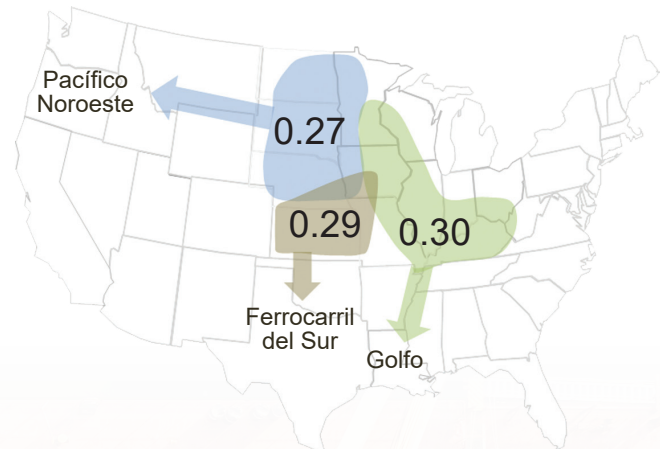 Pacífico
Noroeste
0.27
0.29
0.30
Ferrocarril
del Sur
Golfo